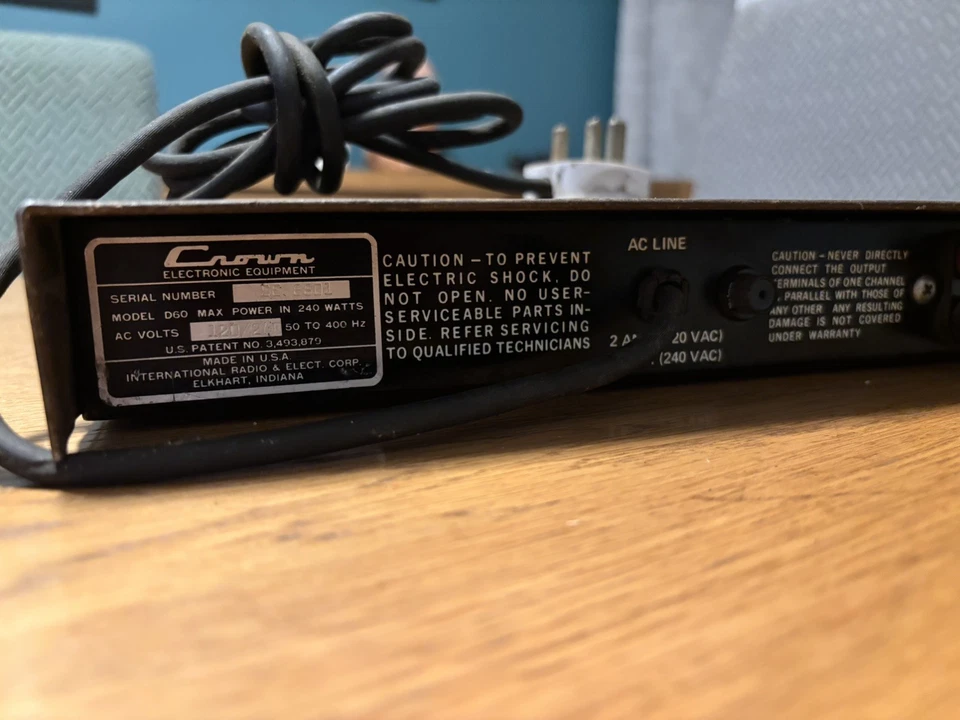 Crown
ELECTRONIC EQUIPMENT
SERIAL NUMBER
MODEL D60 MAX POWER IN 240 WATTS
AC VOLTS 50 TO 400 Hz
U.S. PATENT NO. 3,493,879
MADE IN U.S.A.
INTERNATIONAL RADIO & ELECT. CORP.
ELKHART, INDIANA
CAUTION – TO PREVENT
ELECTRIC SHOCK, DO
NOT OPEN. NO USER-
SERVICEABLE PARTS IN-
SIDE. REFER SERVICING
TO QUALIFIED TECHNICIANS
AC LINE
2 20 VAC)
(240 VAC)
CAUTION – NEVER DIRECTLY
CONNECT THE OUTPUT
TERMINALS OF ONE CHANNEL
PARALLEL WITH THOSE OF
ANY OTHER ANY RESULTING
DAMAGE IS NOT COVERED
UNDER WARRANTY